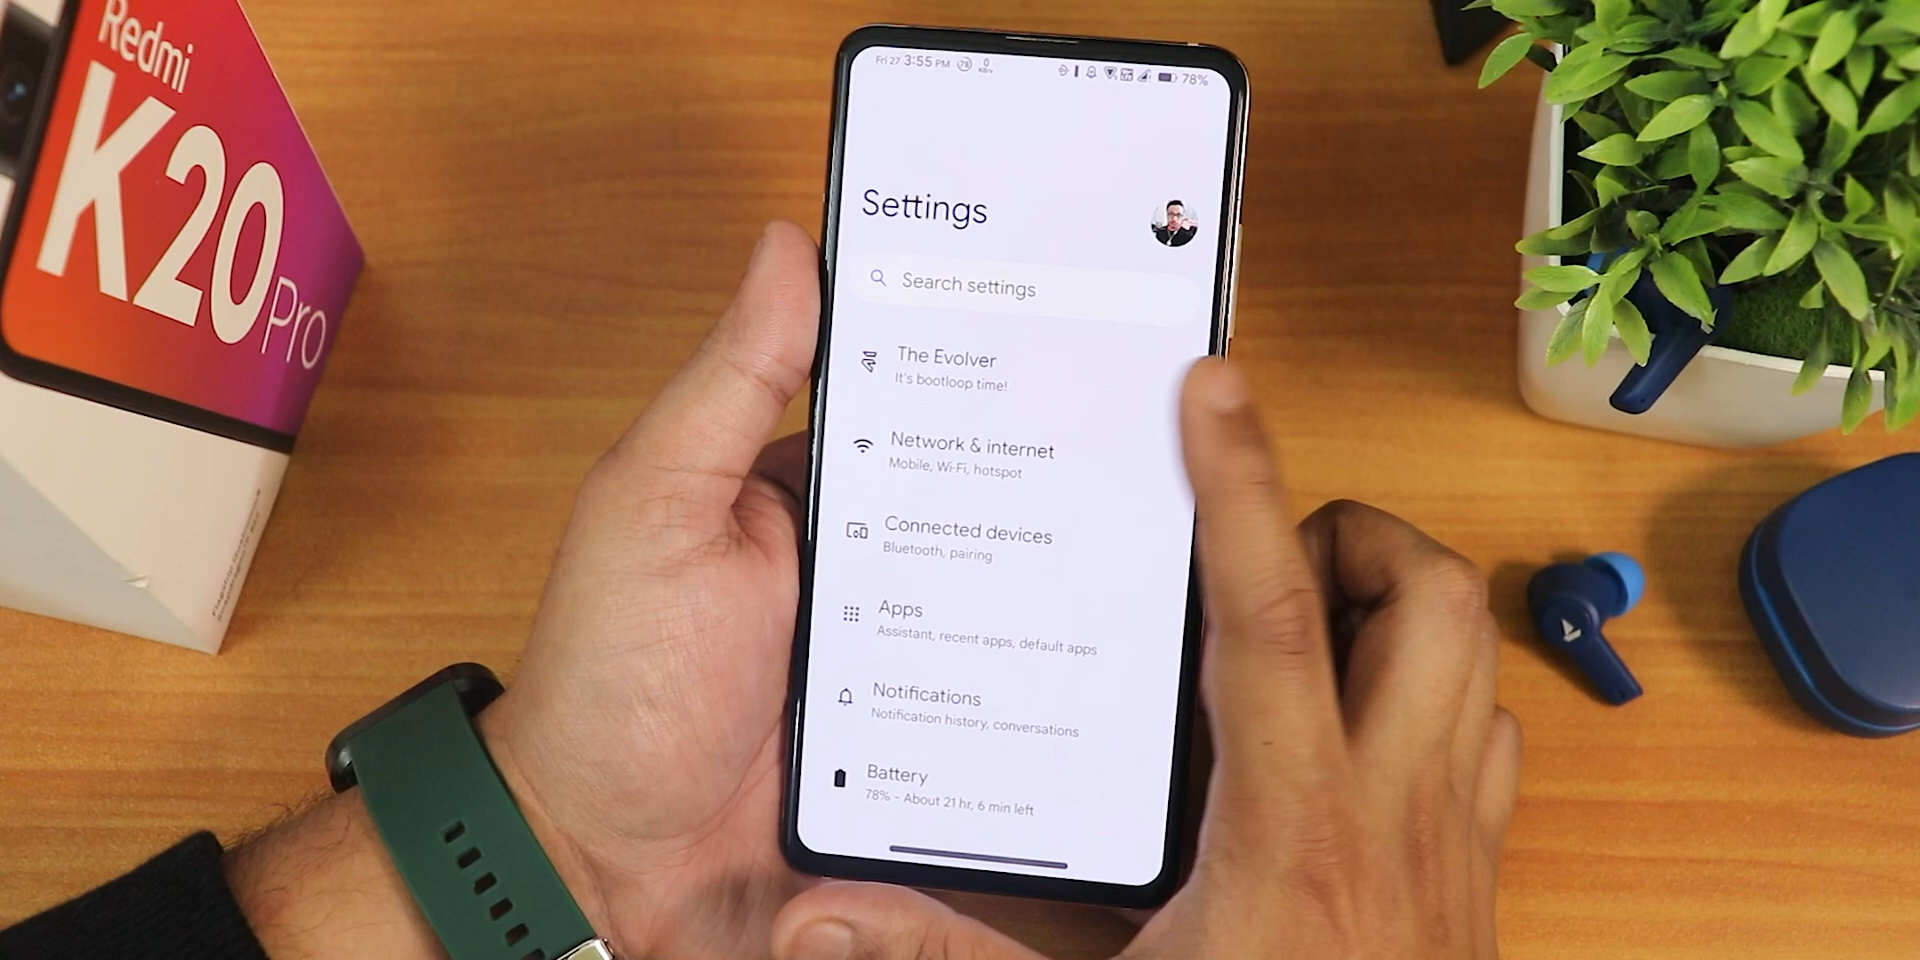 Redmi
K20 Pro
Fri 27 3:55 PM 78 0
78%
Settings
Search settings
The Evolver
It's bootloop time!
Network & internet
Mobile, Wi-Fi, hotspot
Connected devices
Bluetooth, pairing
Apps
Assistant, recent apps, default apps
Notifications
Notification history, conversations
Battery
78% - About 21 hr, 6 min left